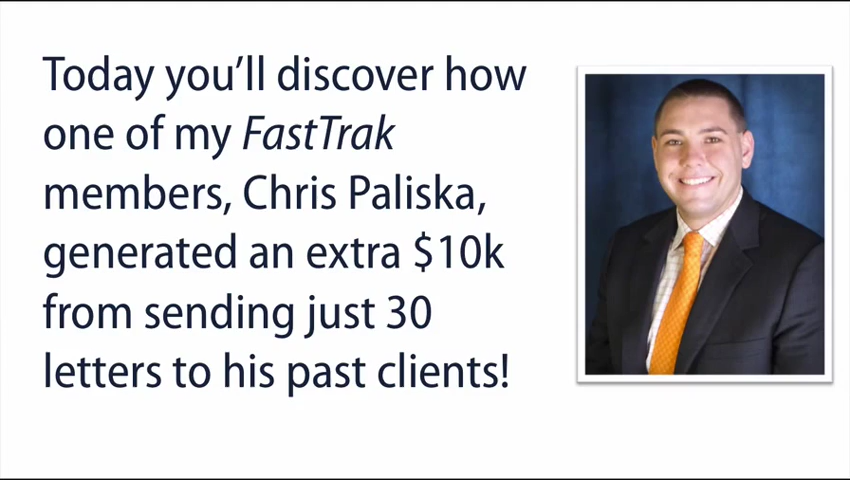 Today you’ll discover how
one of my FastTrak
members, Chris Paliska,
generated an extra $10k
from sending just 30
letters to his past clients!